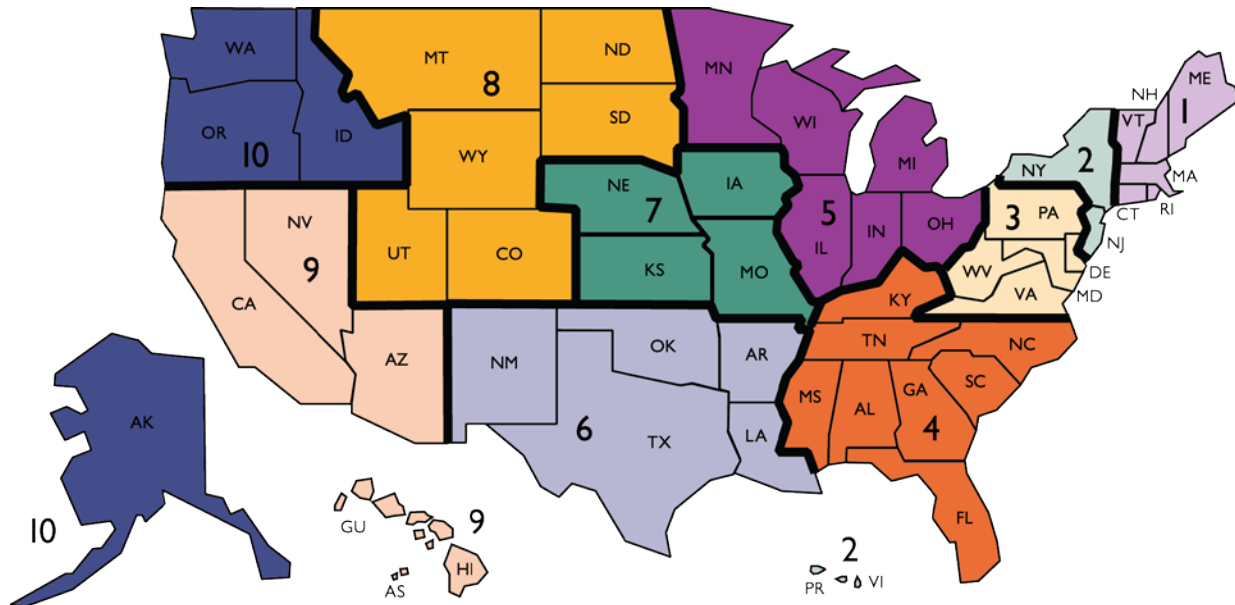 WA
MT
ND
MN
ME
NH
VT
1
8
OR
ID
10
SD
WI
MI
NY
2
MA
CT
RI
WY
NE
IA
3
PA
NJ
NV
7
5
OH
IL
IN
UT
CO
KS
MO
WV
DE
MD
VA
9
CA
KY
AZ
NM
OK
AR
TN
NC
MS
AL
GA
SC
4
6
TX
LA
AK
FL
10
GU
9
HI
AS
2
PR
VI